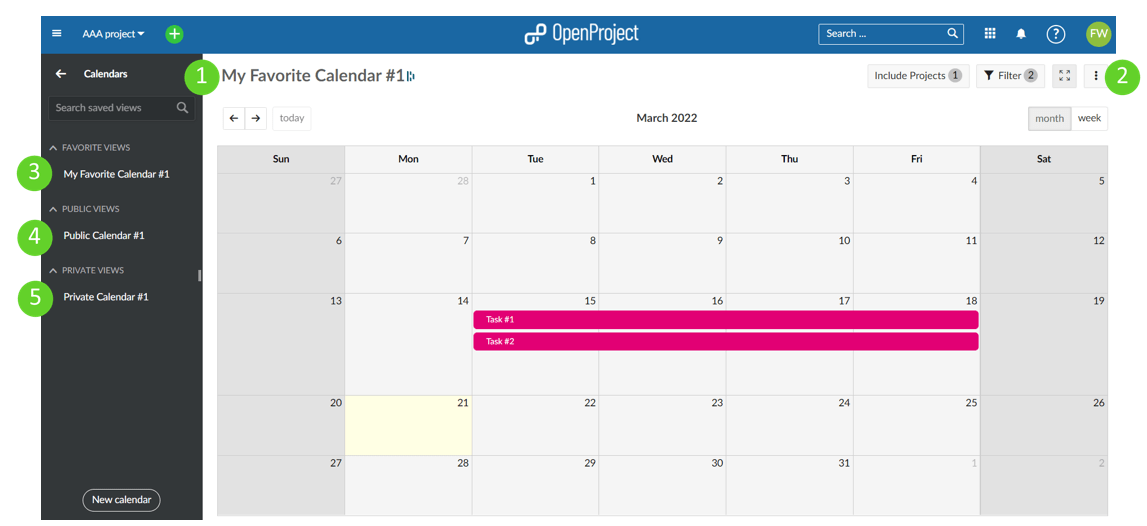 AAA project
OpenProject
Search ...
?
FW
Calendars
1
My Favorite Calendar #1
Include Projects 1
Filter 2
2
Search saved views
today
March 2022
month
week
FAVORITE VIEWS
3
My Favorite Calendar #1
PUBLIC VIEWS
4
Public Calendar #1
PRIVATE VIEWS
5
Private Calendar #1
New calendar
Sun Mon Tue Wed Thu Fri Sat
27 28 1 2 3 4 5
6 7 8 9 10 11 12
13 14 15 16 17 18 19
Task #1
Task #2
20 21 22 23 24 25 26
27 28 29 30 31 1 2